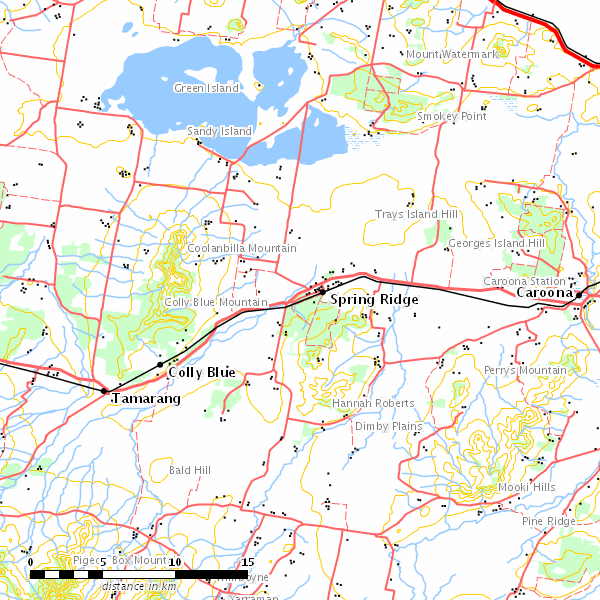 Mount Watermark
Green Island
Smokey Point
Sandy Island
Trays Island Hill
Georges Island Hill
Coolanbilla Mountain
Caroona Station
Caroona
Colly Blue Mountain
Spring Ridge
Colly Blue
Perrys Mountain
Tamarang
Hannah Roberts
Dimby Plains
Bald Hill
Mooki Hills
Pine Ridge
Box Mount
0 5 10 15
distance in km
Yarraman